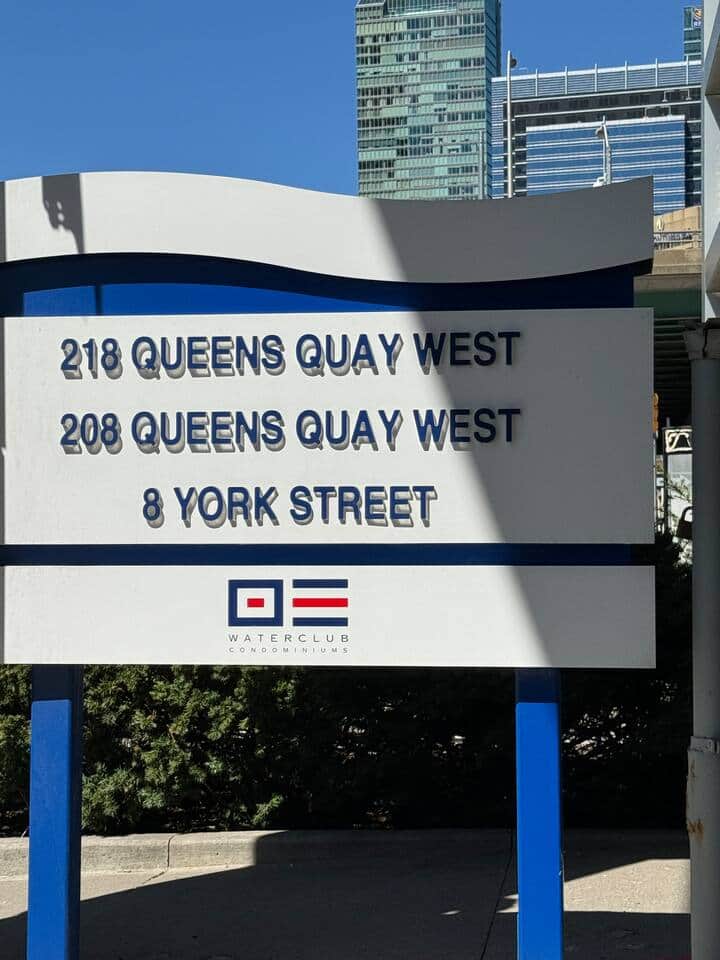 218 QUEENS QUAY WEST
208 QUEENS QUAY WEST
8 YORK STREET
WATERCLUB
CONDOMINIUMS